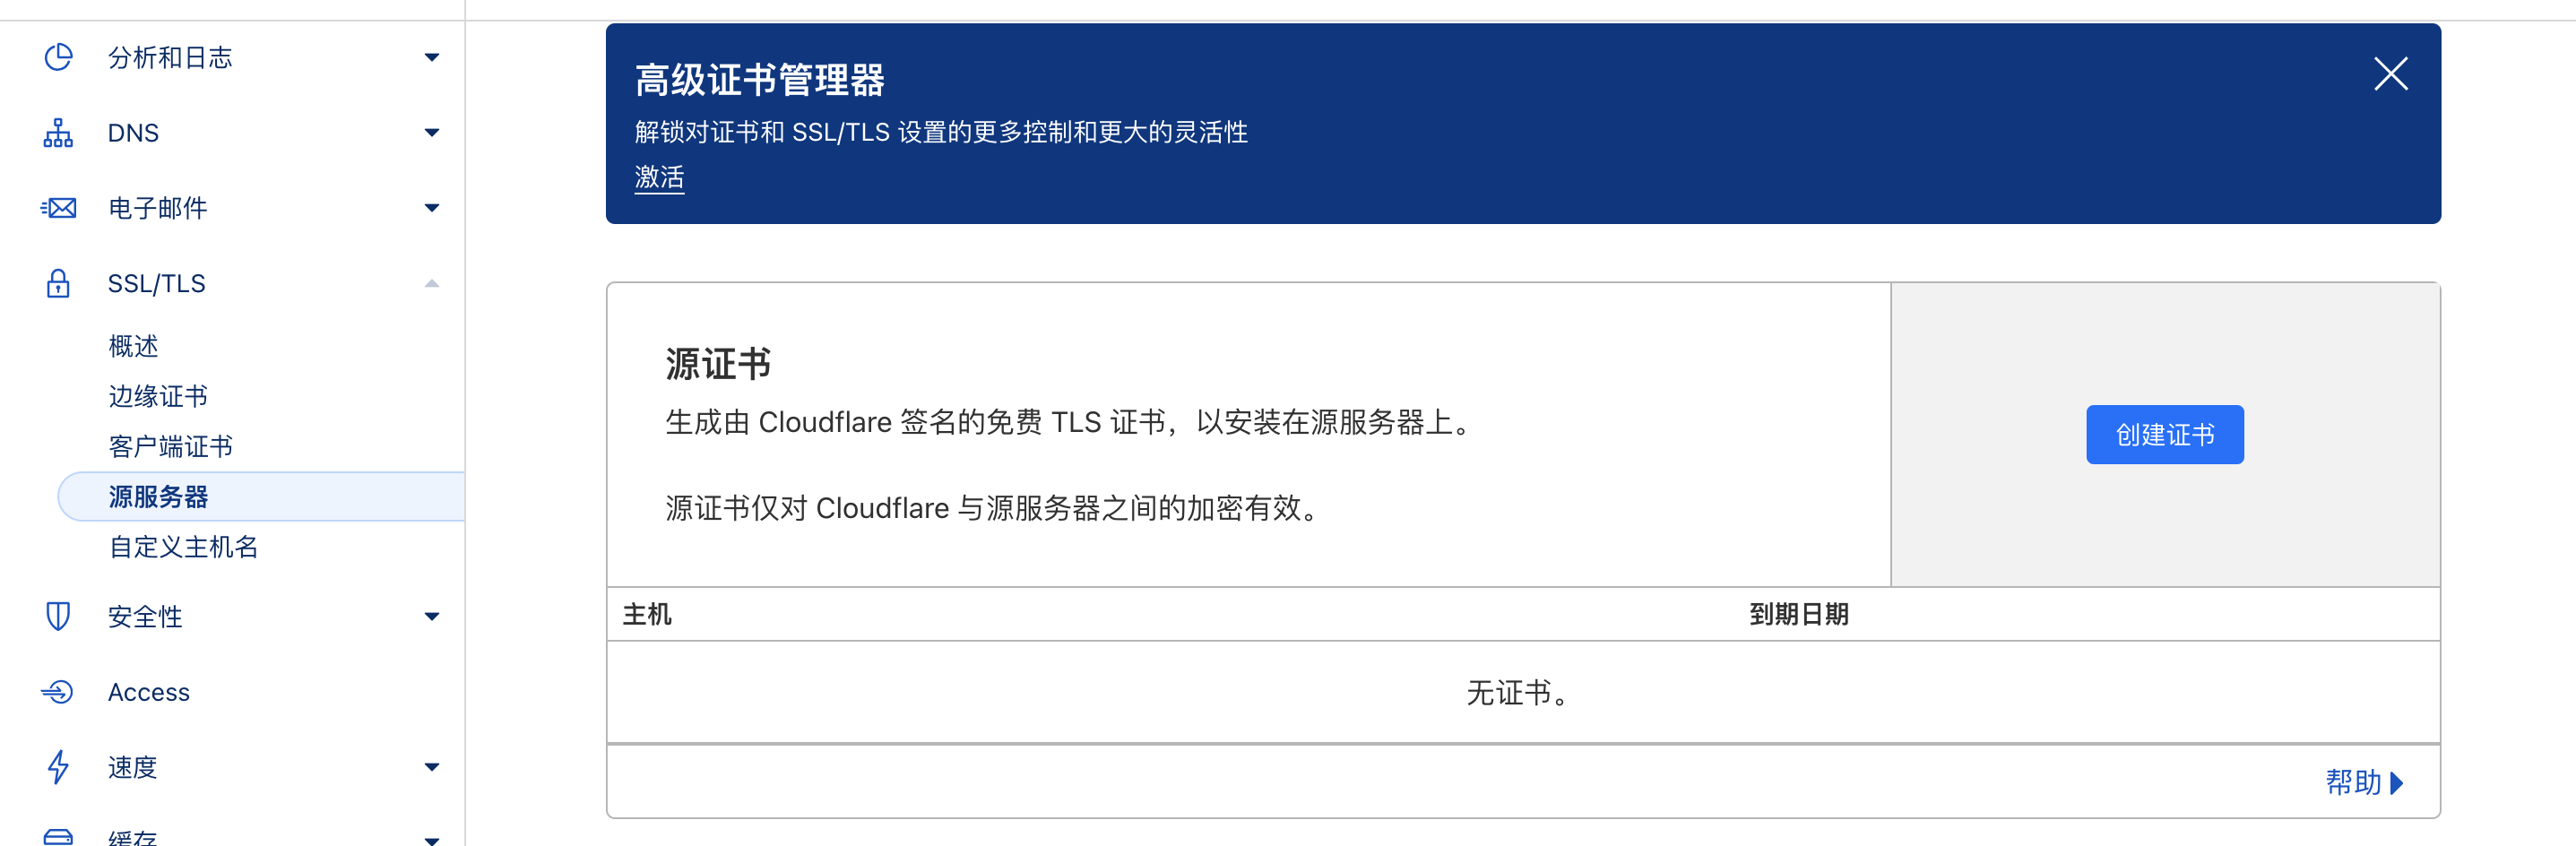 分析和日志
DNS
电子邮件
SSL/TLS
概述
边缘证书
客户端证书
源服务器
自定义主机名
安全性
Access
速度
缓存
高级证书管理器
解锁对证书和 SSL/TLS 设置的更多控制和更大的灵活性
激活
源证书
生成由 Cloudflare 签名的免费 TLS 证书，以安装在源服务器上。
源证书仅对 Cloudflare 与源服务器之间的加密有效。
创建证书
主机 到期日期
无证书。
帮助